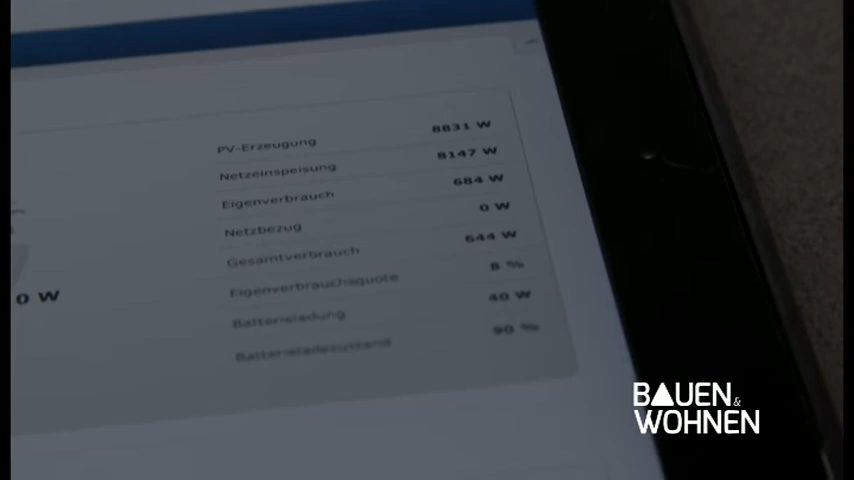 PV-Erzeugung 8831 W
Netzeinspeisung 8147 W
Eigenverbrauch 684 W
Netzbezug 0 W
Gesamtverbrauch 644 W
Eigenverbrauchsquote 8 %
0 W
Batterieladung 40 W
Batterieladezustand 90 %
BAUEN &
WOHNEN